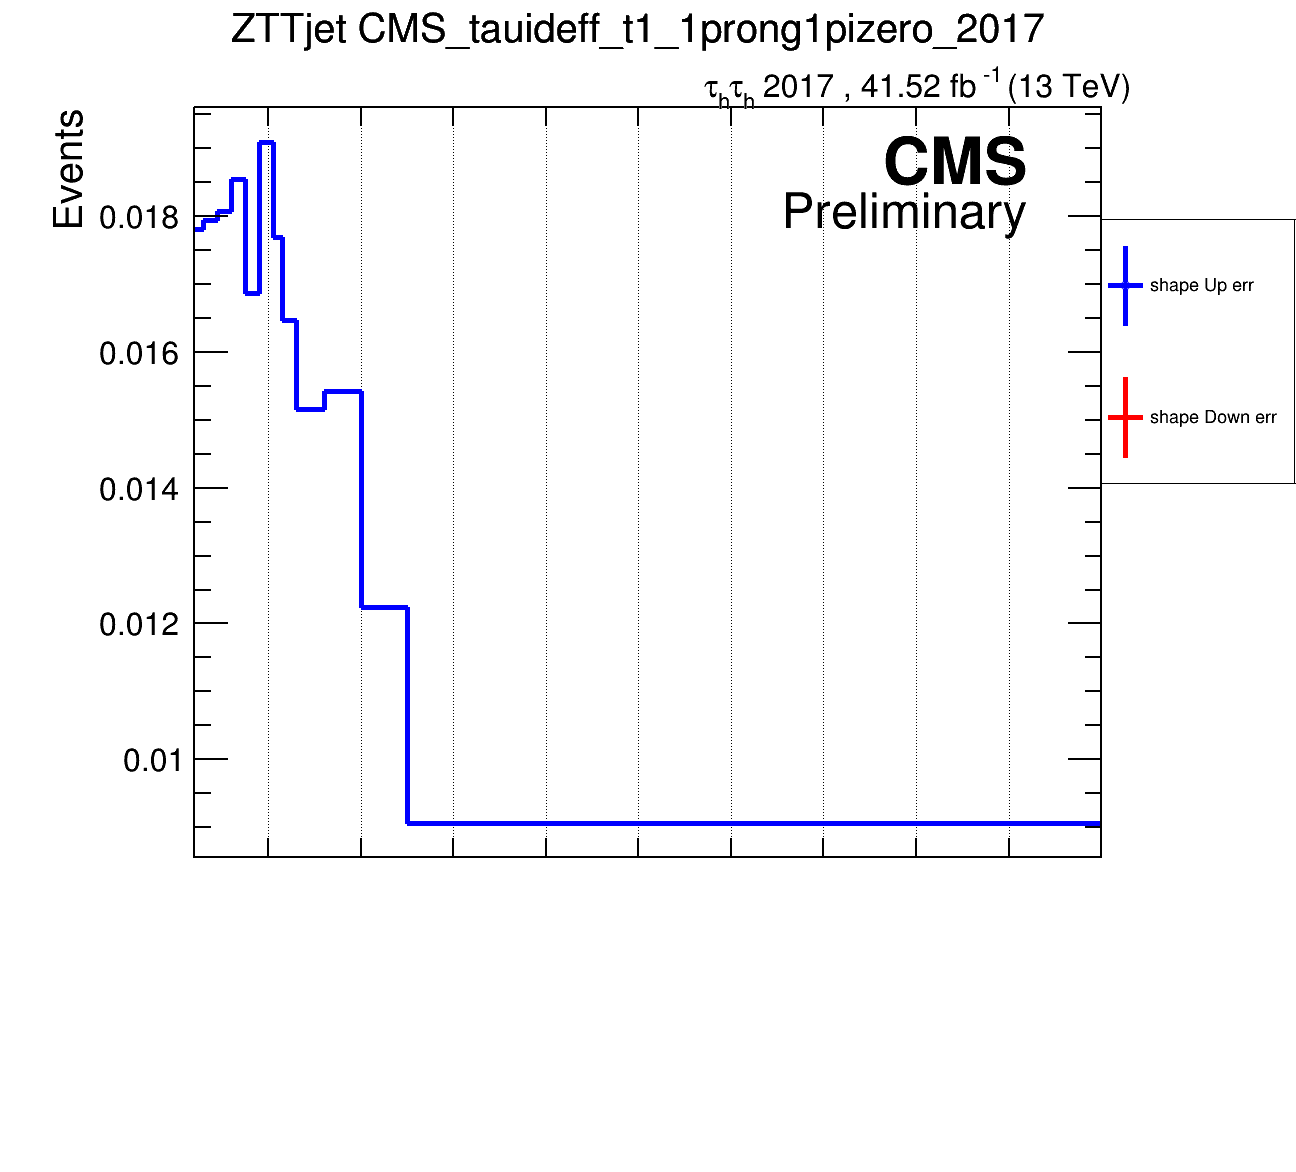 ZTTjet CMS_tauideff_t1_1prong1pizero_2017
τhτh 2017 , 41.52 fb -1 (13 TeV)
Events
CMS
Preliminary
0.018
0.016
0.014
0.012
0.01
shape Up err
shape Down err